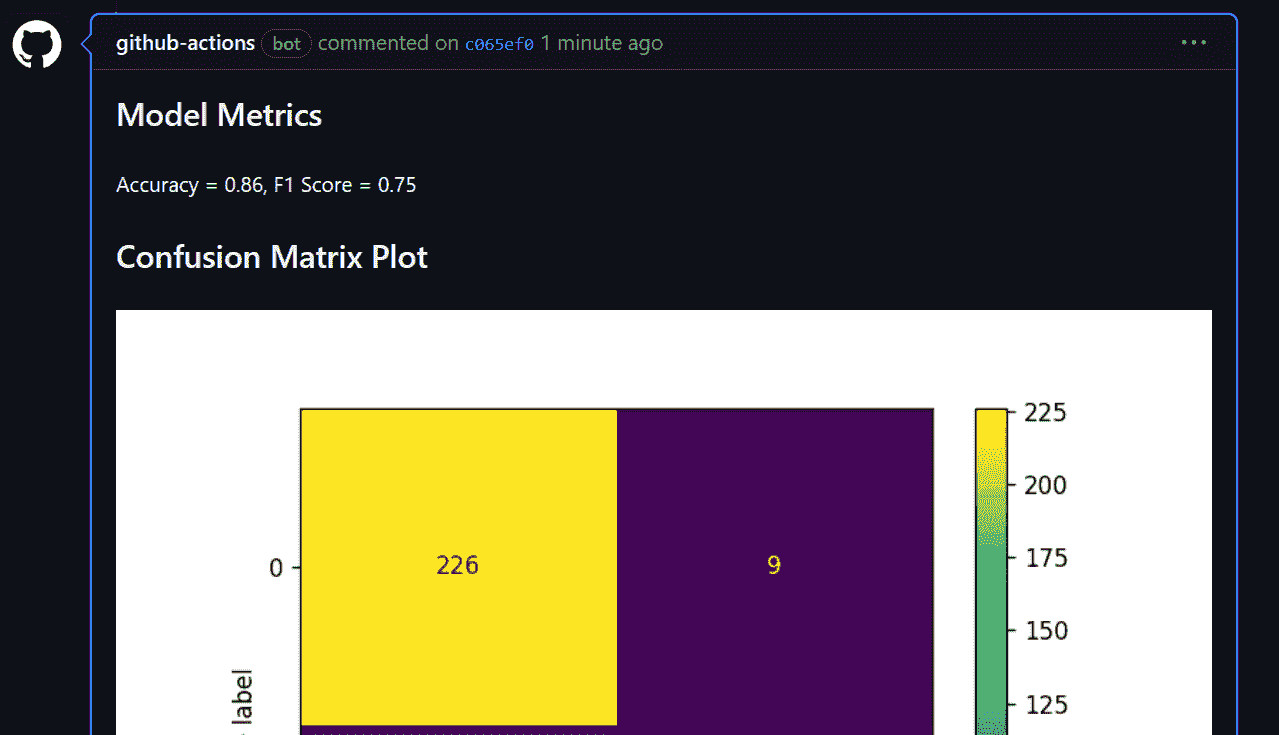 github-actions bot commented on c065ef0 1 minute ago
Model Metrics
Accuracy = 0.86, F1 Score = 0.75
Confusion Matrix Plot
225
200
175
150
125
0
226
9
label